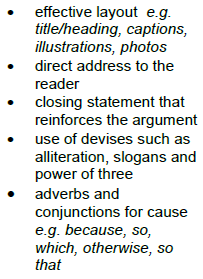 • effective layout e.g.
title/heading, captions,
illustrations, photos
• direct address to the
reader
• closing statement that
reinforces the argument
• use of devises such as
alliteration, slogans and
power of three
• adverbs and
conjunctions for cause
e.g. because, so,
which, otherwise, so
that